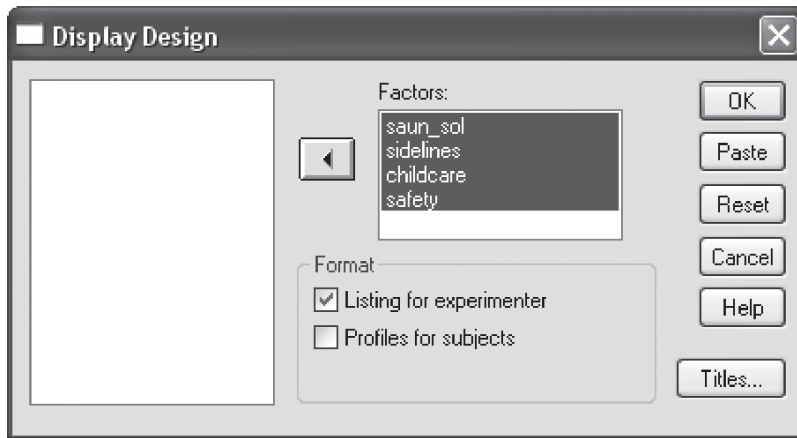 Display Design
Factors:
saun_sol
sidelines
childcare
safety
Format
Listing for experimenter
Profiles for subjects
OK
Paste
Reset
Cancel
Help
Titles...